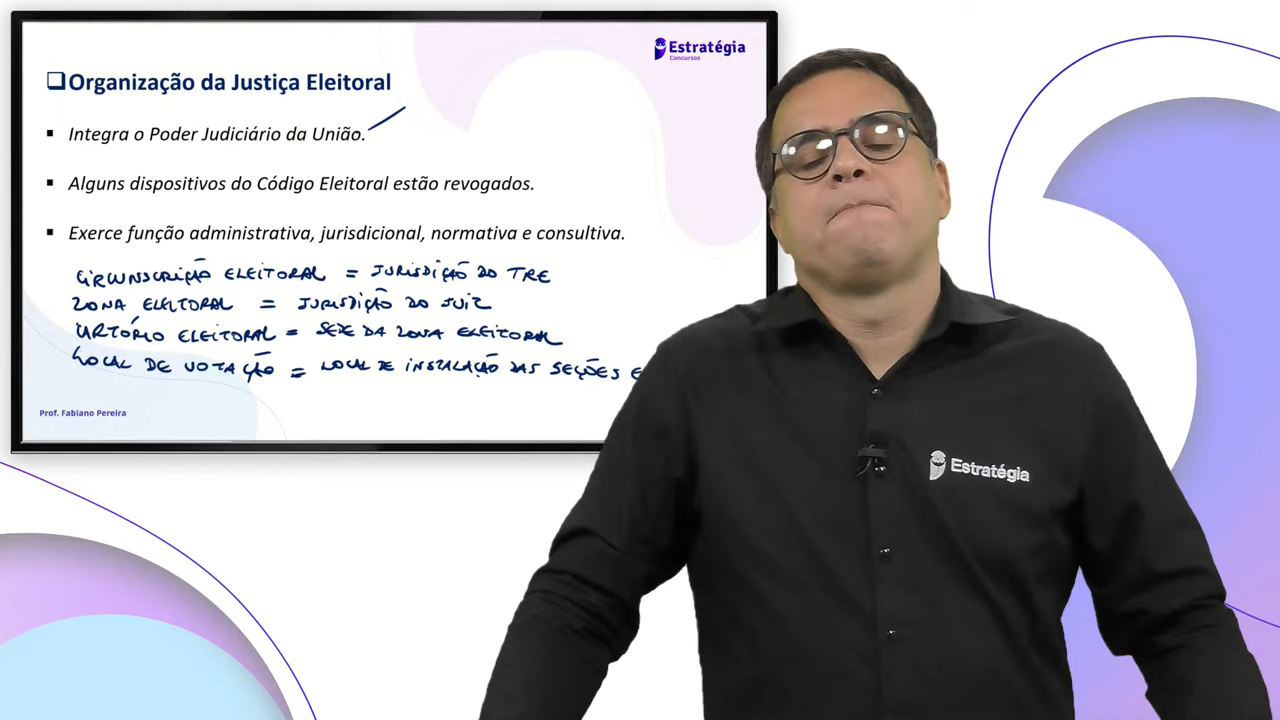 Estratégia
Concursos
Organização da Justiça Eleitoral
Integra o Poder Judiciário da União.
Alguns dispositivos do Código Eleitoral estão revogados.
Exerce função administrativa, jurisdicional, normativa e consultiva.
CIRCUNSCRIÇÃO ELEITORAL = JURISDIÇÃO DO TRE
ZONA ELEITORAL = JURISDIÇÃO DO JUIZ
CARTÓRIO ELEITORAL = SEDE DA ZONA ELEITORAL
LOCAL DE VOTAÇÃO = LOCAL DE INSTALAÇÃO DAS SEÇÕES E
Prof. Fabiano Pereira
Estratégia